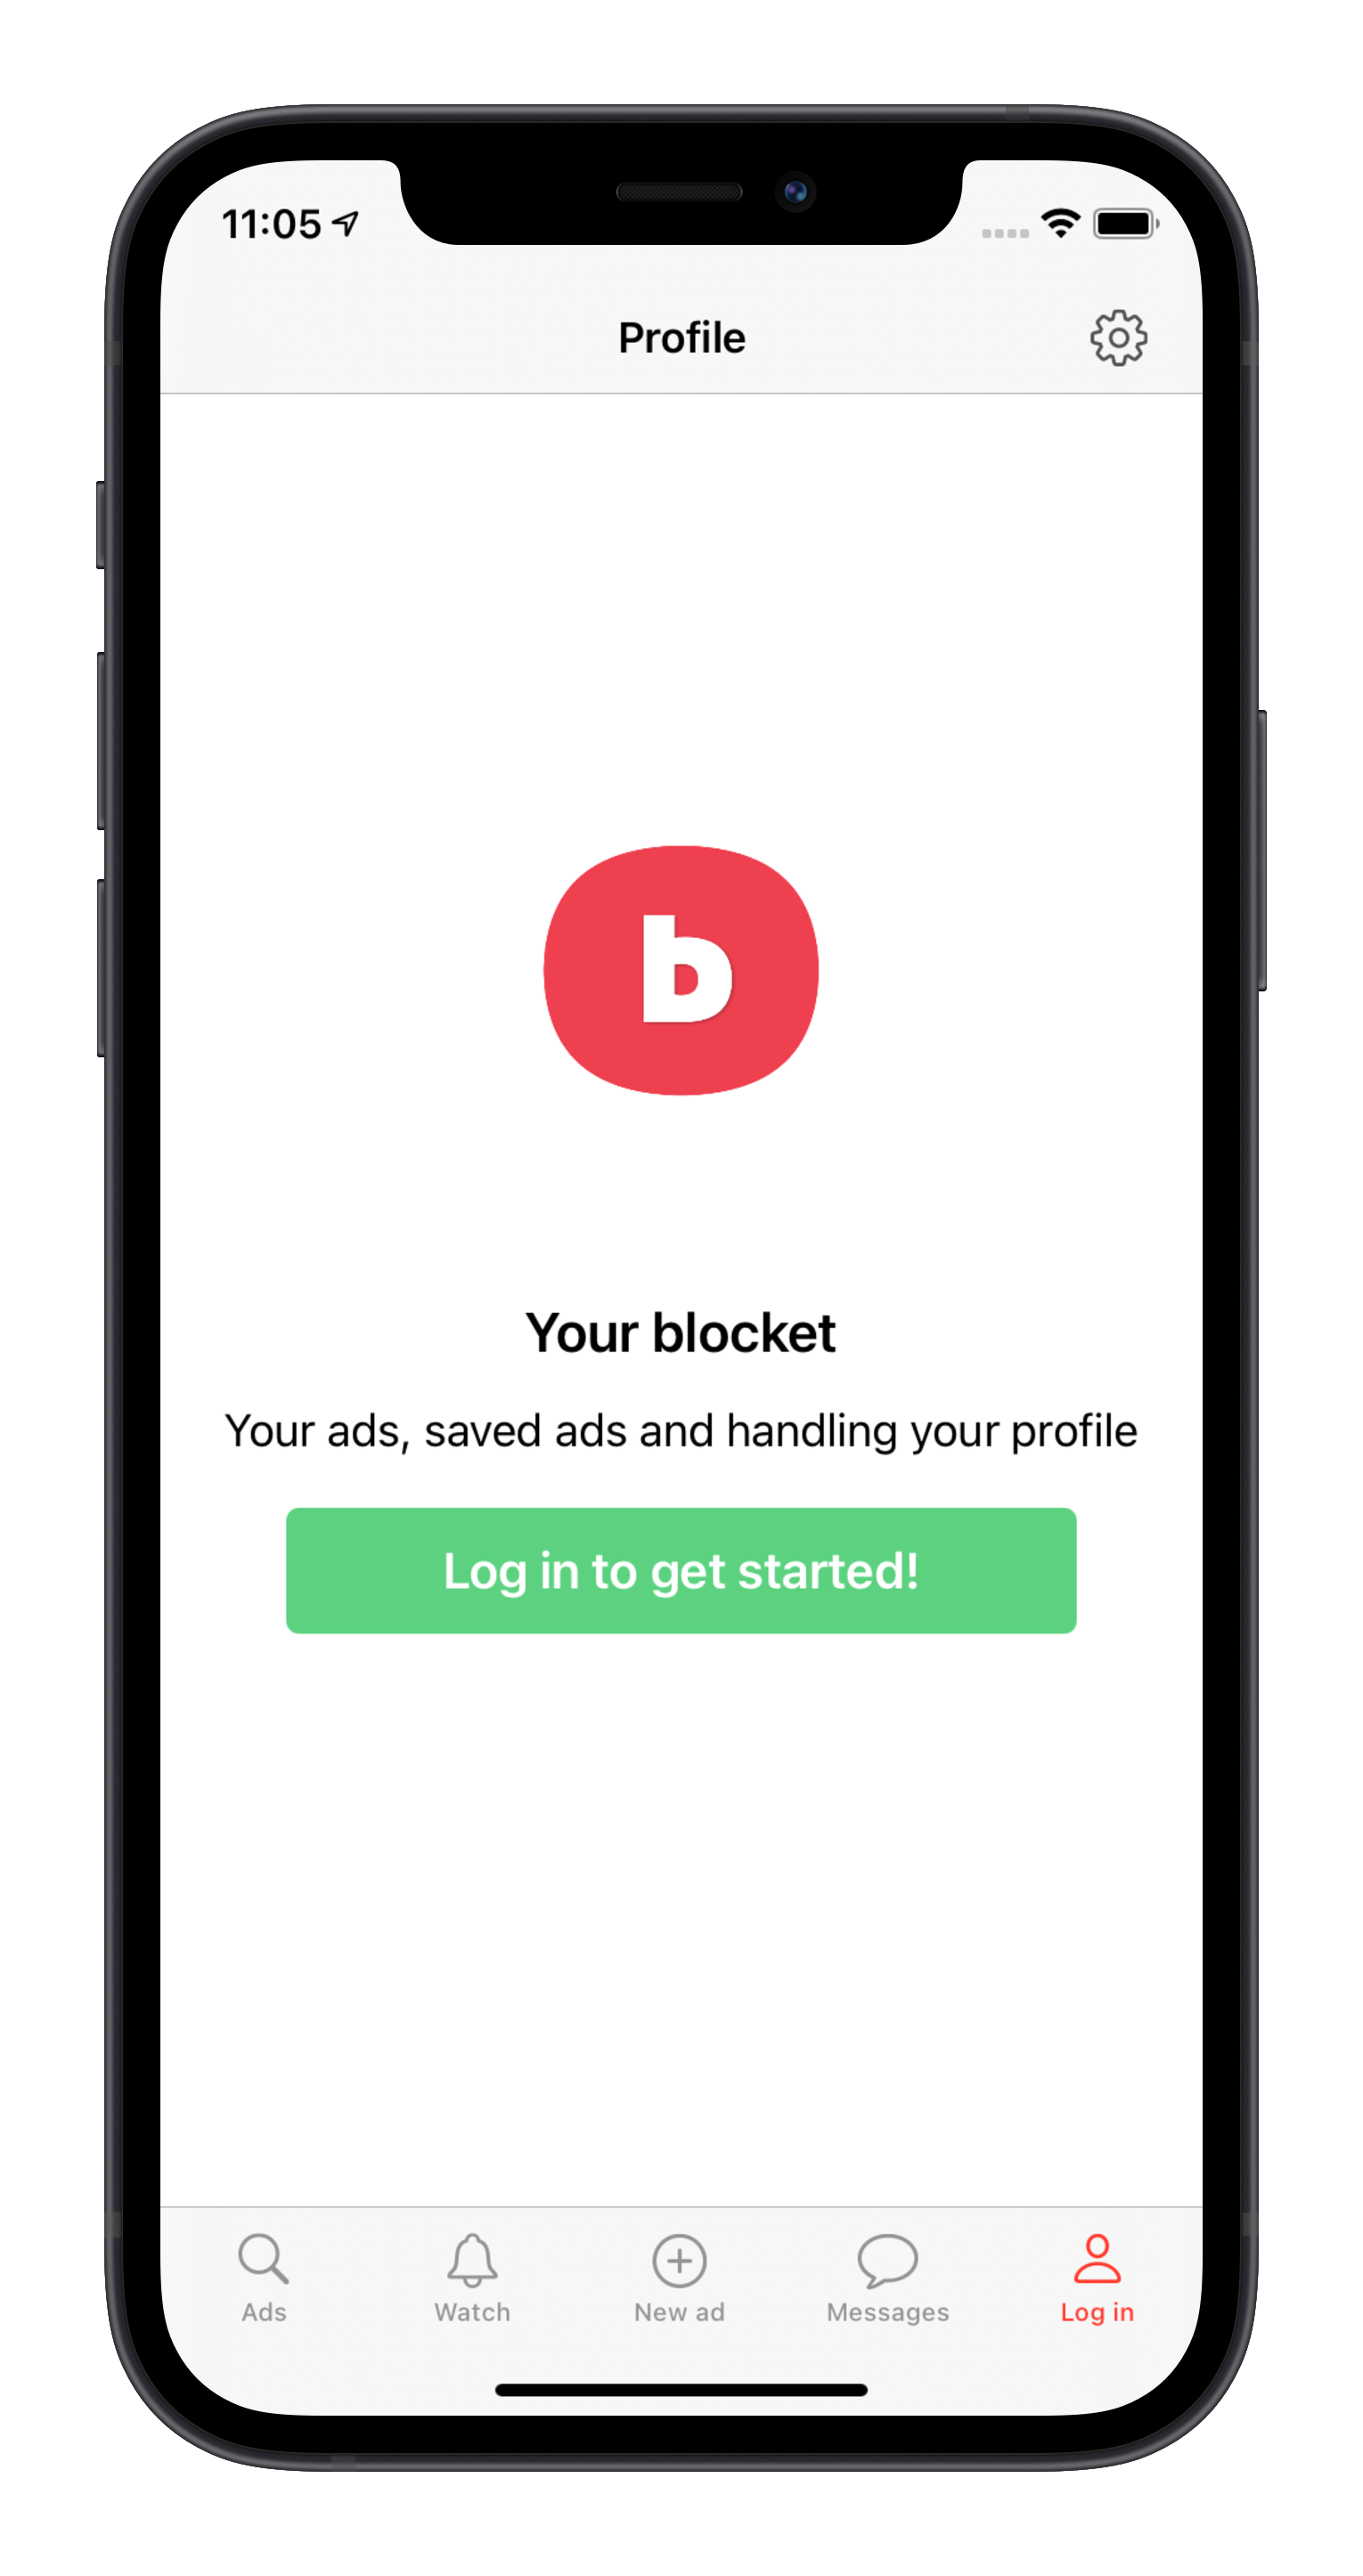 11:05
Profile
b
Your blocket
Your ads, saved ads and handling your profile
Log in to get started!
Ads
Watch
New ad
Messages
Log in